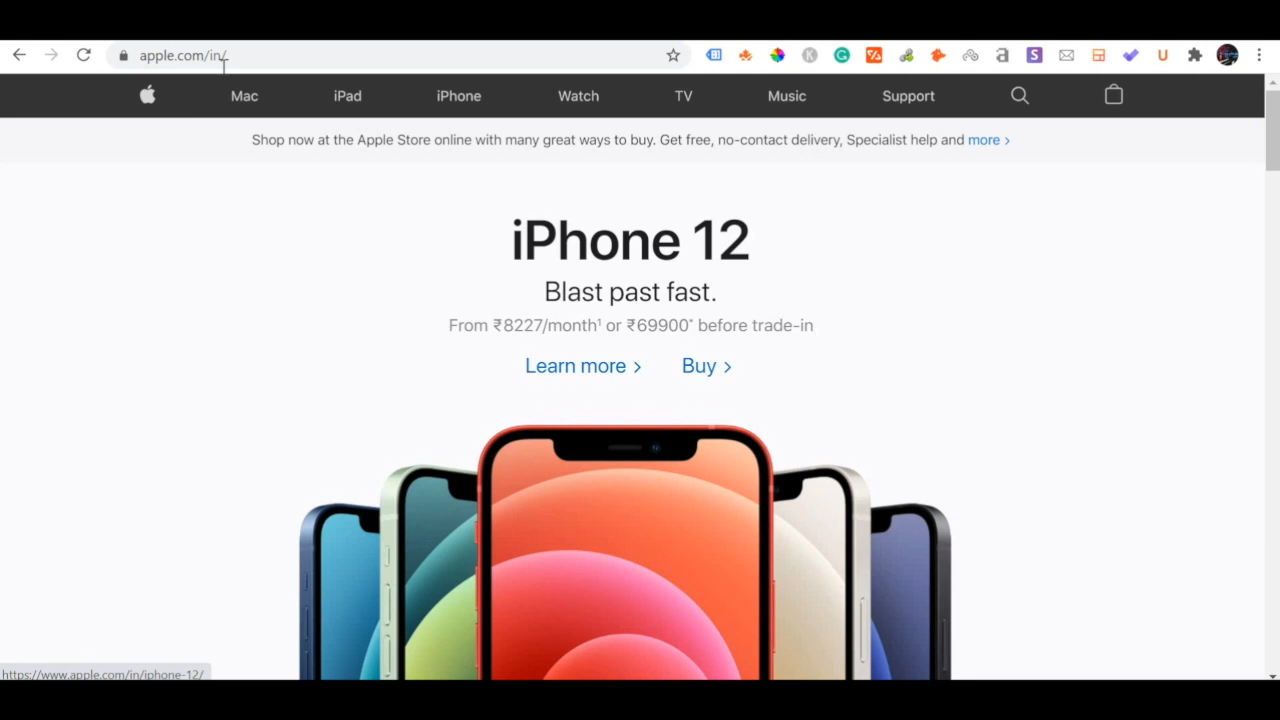 apple.com/in/
Mac iPad iPhone Watch TV Music Support
Shop now at the Apple Store online with many great ways to buy. Get free, no-contact delivery, Specialist help and more >
iPhone 12
Blast past fast.
From ₹8227/month¹ or ₹69900* before trade-in
Learn more > Buy >
https://www.apple.com/in/iphone-12/